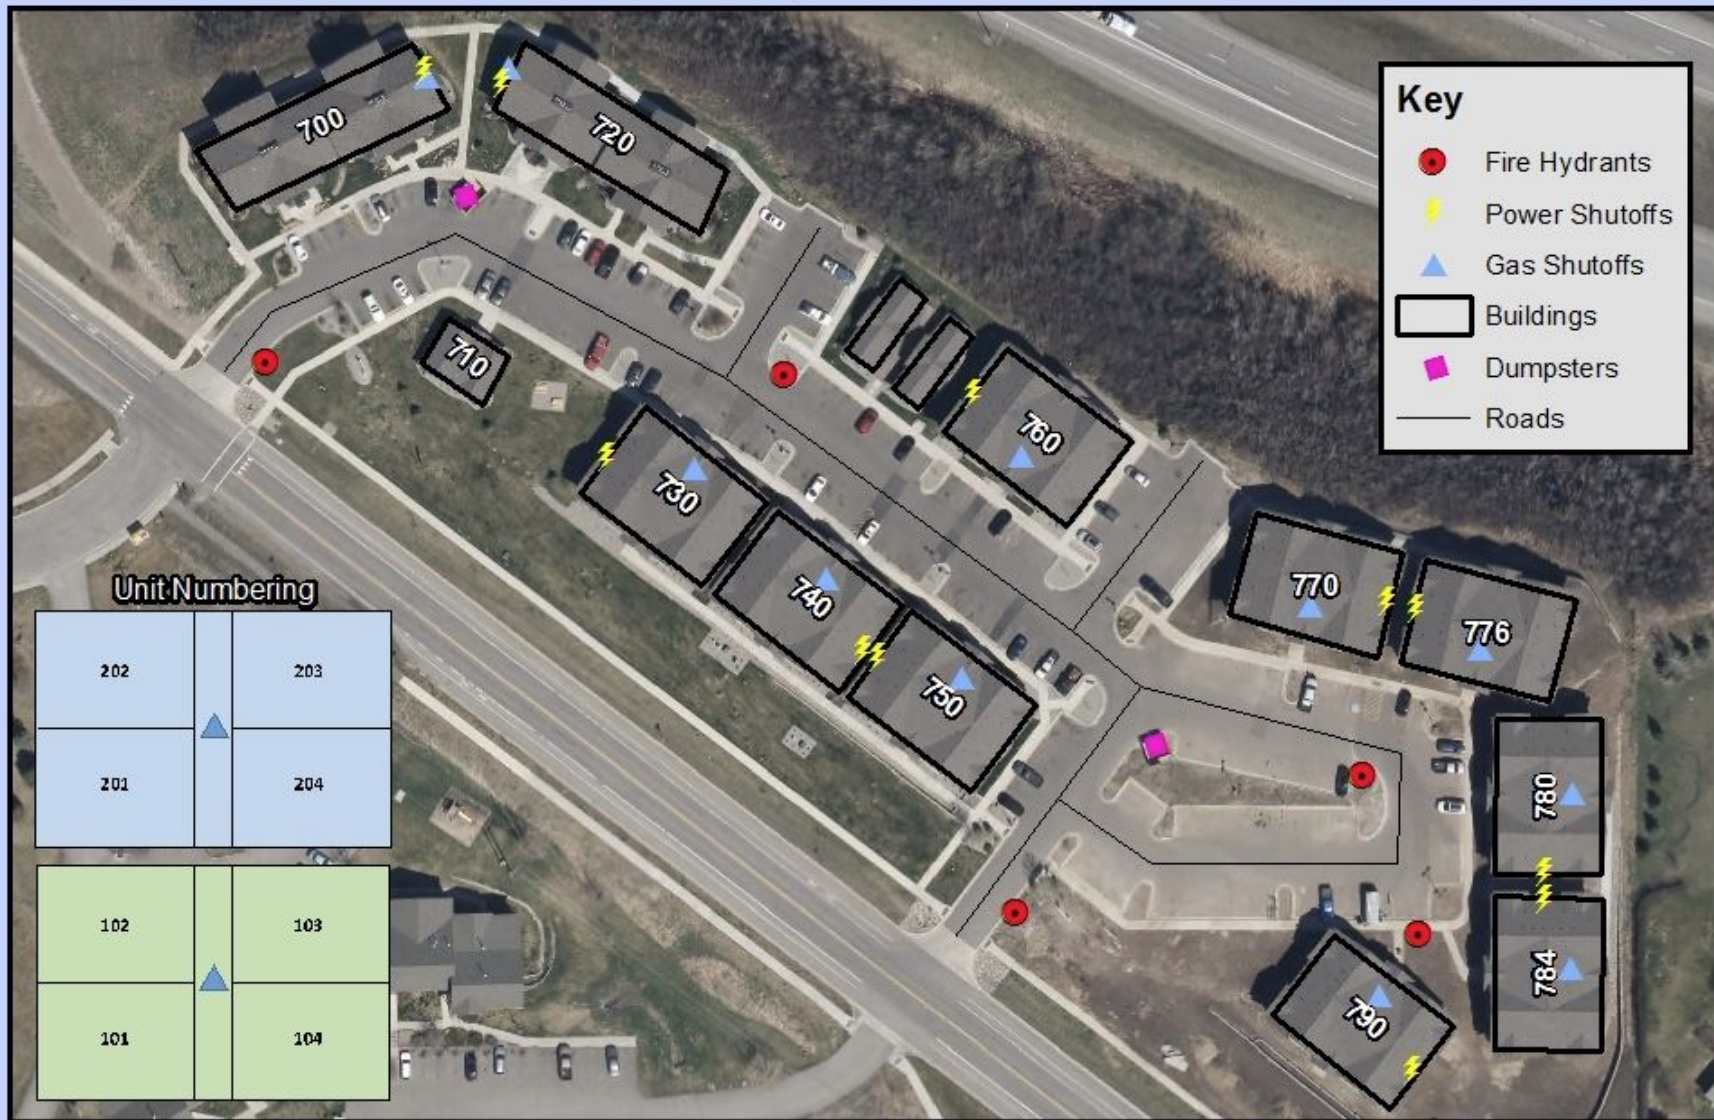 Key
Fire Hydrants
Power Shutoffs
Gas Shutoffs
Buildings
Dumpsters
Roads
700
720
710
760
730
740
750
770
776
780
784
790
Unit Numbering
202 203
201 204
102 103
101 104